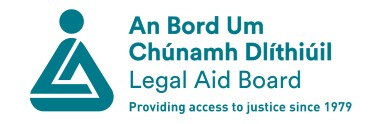 An Bord Um
Chúnamh Dlíthiúil
Legal Aid Board
Providing access to justice since 1979